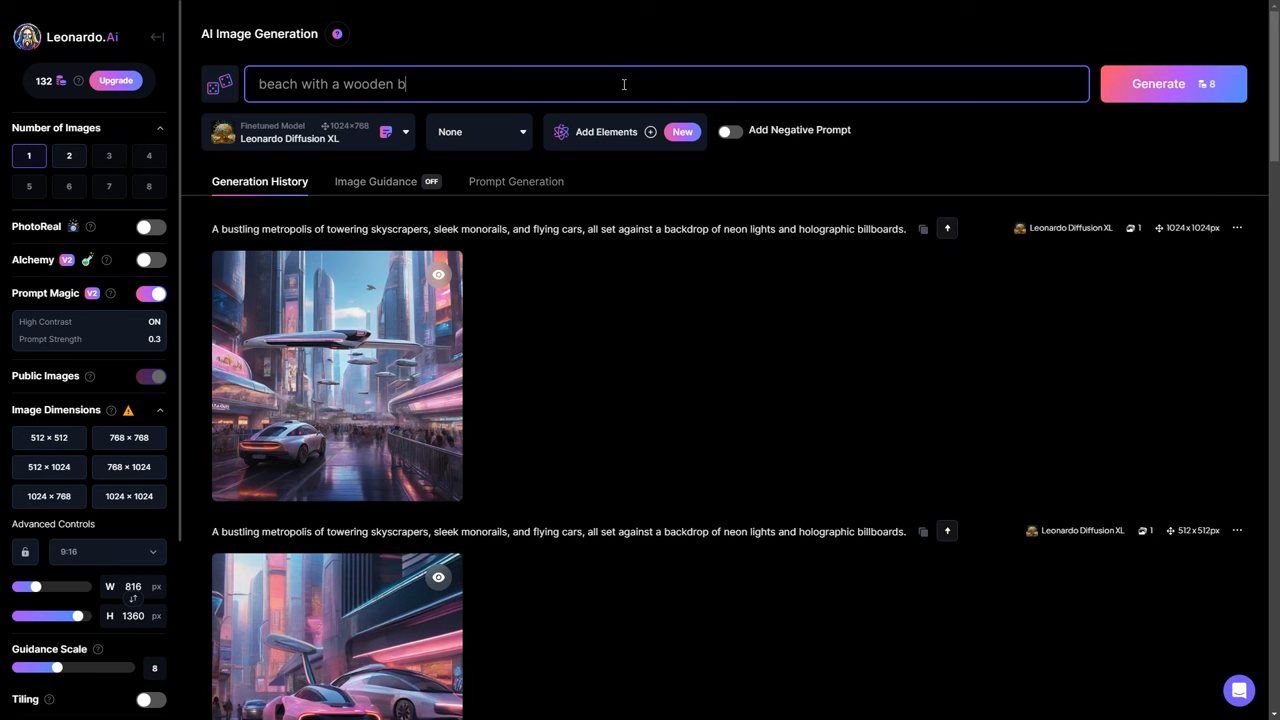 Leonardo.Ai
132
Upgrade
Number of Images
1 2 3 4
5 6 7 8
PhotoReal
Alchemy V2
Prompt Magic V2
High Contrast ON
Prompt Strength 0.3
Public Images
Image Dimensions
512 × 512 768 × 768
512 × 1024 768 × 1024
1024 × 768 1024 × 1024
Advanced Controls
9:16
W 816 px
H 1360 px
Guidance Scale
8
Tiling
AI Image Generation
beach with a wooden b
Generate 8
Finetuned Model 1024×768
Leonardo Diffusion XL
None
Add Elements New
Add Negative Prompt
Generation History Image Guidance OFF Prompt Generation
A bustling metropolis of towering skyscrapers, sleek monorails, and flying cars, all set against a backdrop of neon lights and holographic billboards.
Leonardo Diffusion XL 1 1024x1024px
A bustling metropolis of towering skyscrapers, sleek monorails, and flying cars, all set against a backdrop of neon lights and holographic billboards.
Leonardo Diffusion XL 1 512x512px